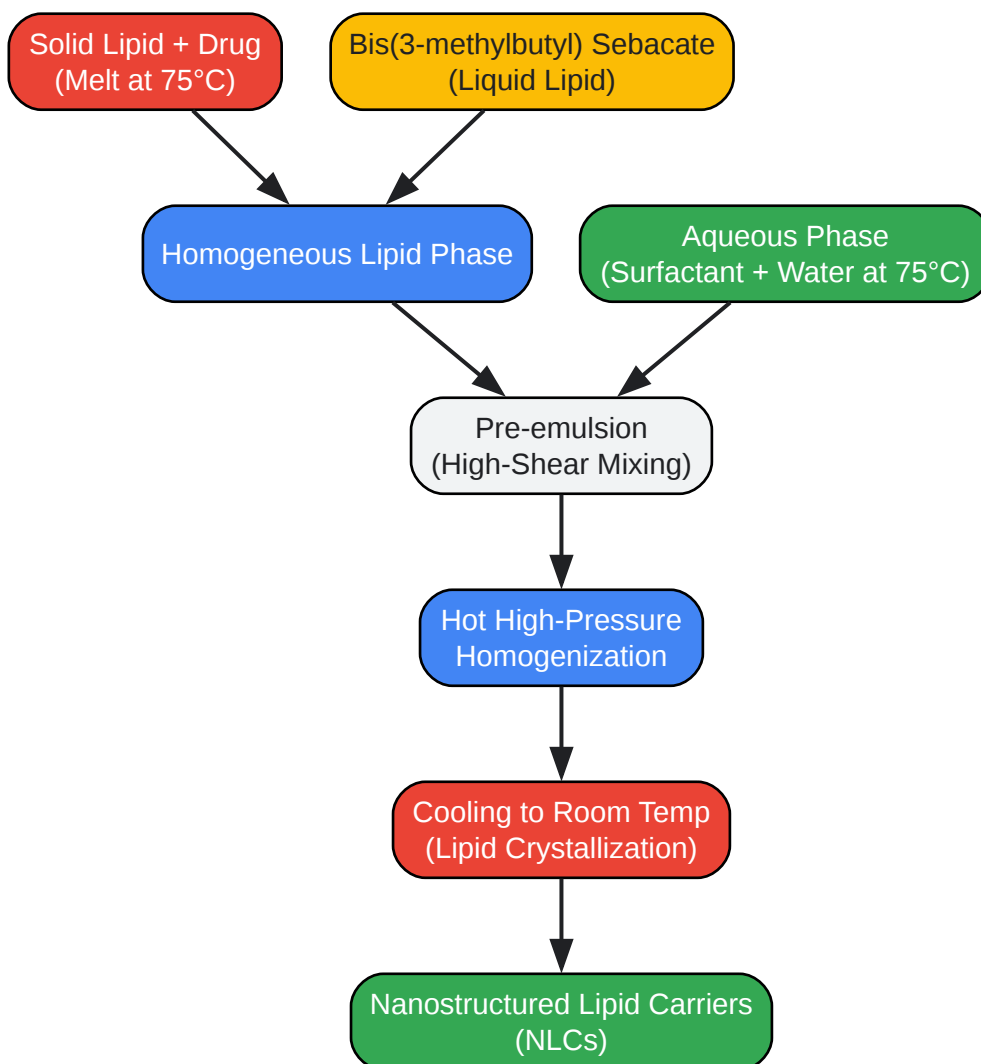 Solid Lipid + Drug
(Melt at 75°C)
Bis(3-methylbutyl) Sebacate
(Liquid Lipid)
Homogeneous Lipid Phase
Aqueous Phase
(Surfactant + Water at 75°C)
Pre-emulsion
(High-Shear Mixing)
Hot High-Pressure
Homogenization
Cooling to Room Temp
(Lipid Crystallization)
Nanostructured Lipid Carriers
(NLCs)